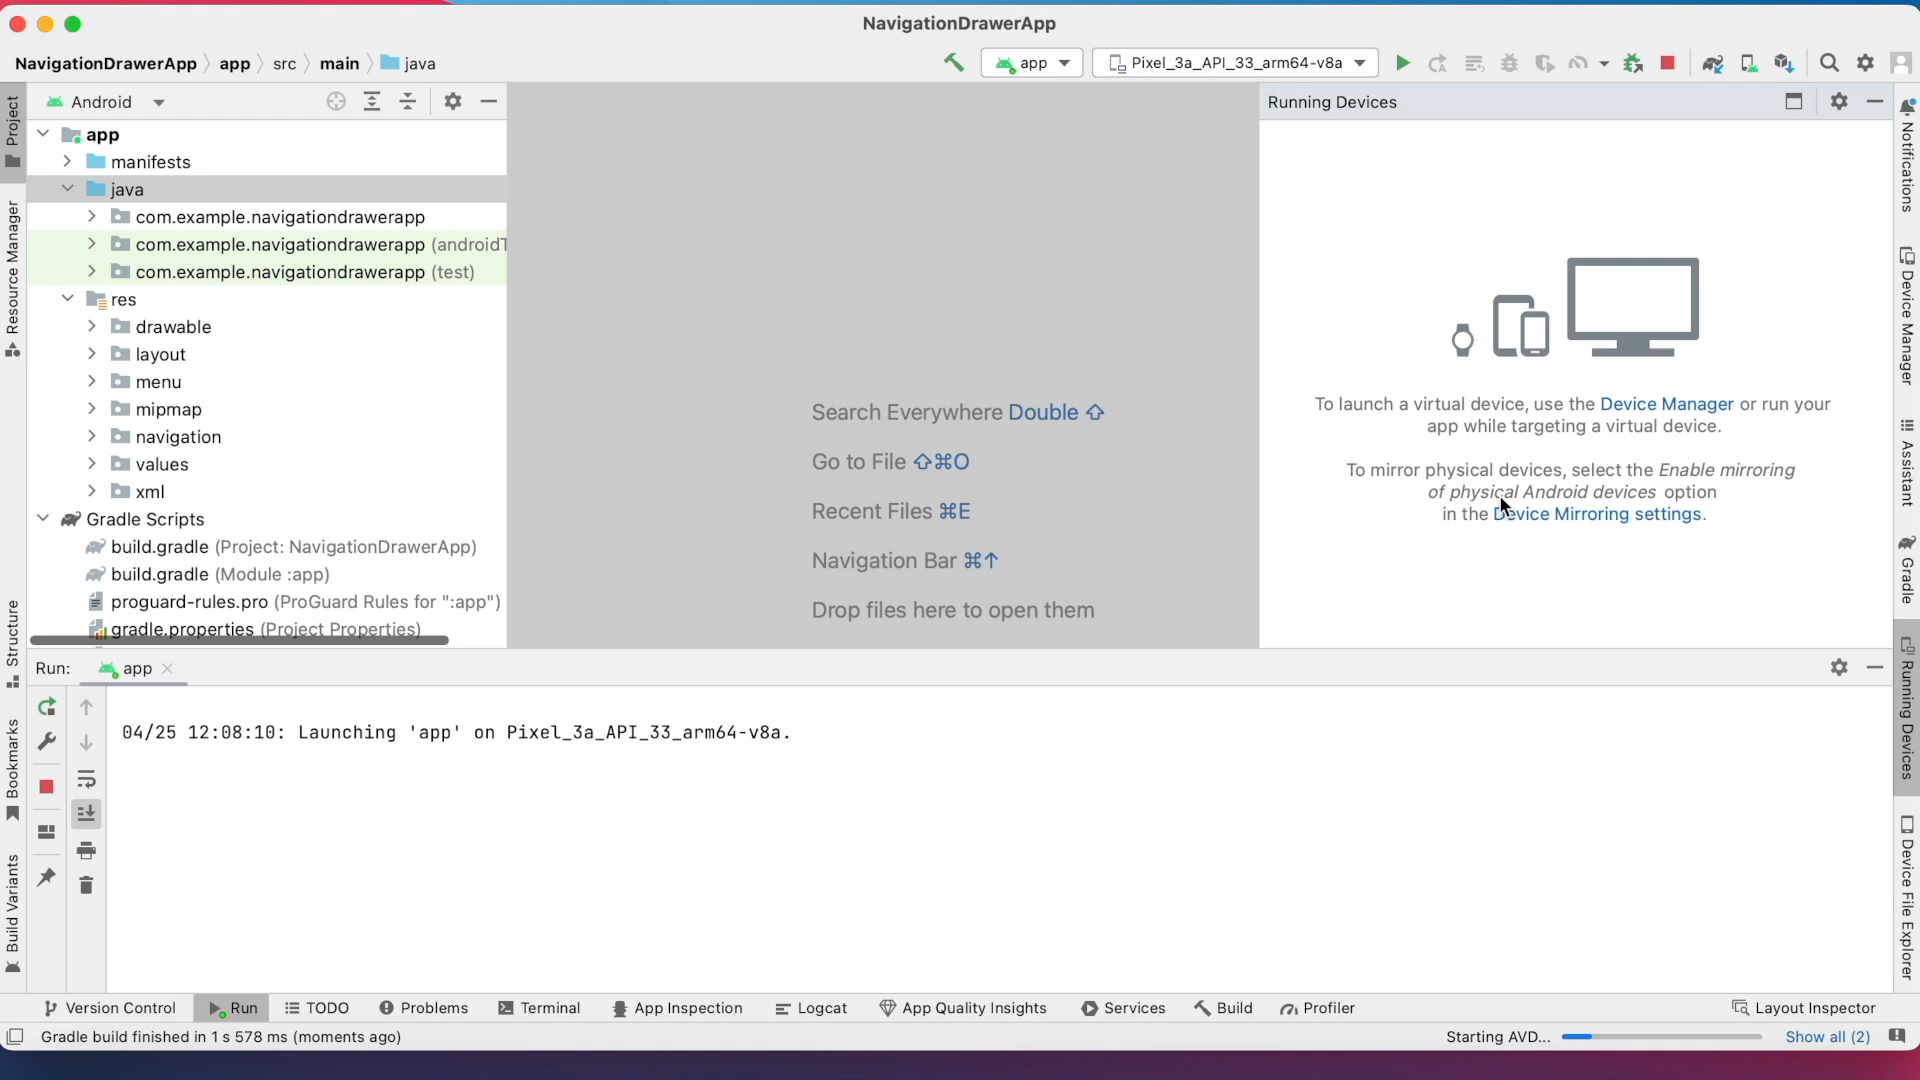 NavigationDrawerApp
NavigationDrawerApp app src main java
app Pixel_3a_API_33_arm64-v8a
Project
Resource Manager
Structure
Bookmarks
Build Variants
Android
app
manifests
java
com.example.navigationdrawerapp
com.example.navigationdrawerapp (androidT
com.example.navigationdrawerapp (test)
res
drawable
layout
menu
mipmap
navigation
values
xml
Gradle Scripts
build.gradle (Project: NavigationDrawerApp)
build.gradle (Module :app)
proguard-rules.pro (ProGuard Rules for ":app")
gradle.properties (Project Properties)
Search Everywhere Double ⇧
Go to File ⇧⌘O
Recent Files ⌘E
Navigation Bar ⌘↑
Drop files here to open them
Running Devices
To launch a virtual device, use the Device Manager or run your
app while targeting a virtual device.
To mirror physical devices, select the Enable mirroring
of physical Android devices option
in the Device Mirroring settings.
Notifications
Device Manager
Assistant
Gradle
Running Devices
Device File Explorer
Run: app
04/25 12:08:10: Launching 'app' on Pixel_3a_API_33_arm64-v8a.
Version Control Run TODO Problems Terminal App Inspection Logcat App Quality Insights Services Build Profiler Layout Inspector
Gradle build finished in 1 s 578 ms (moments ago) Starting AVD... Show all (2)